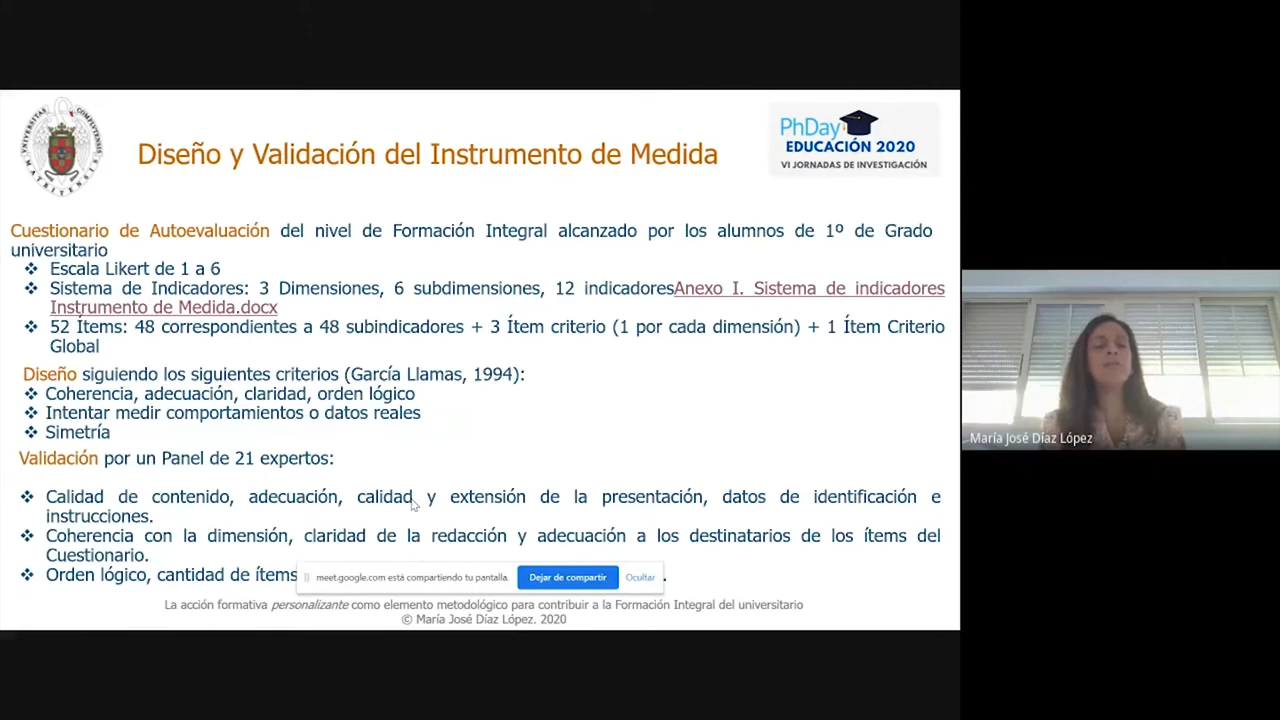 UNIVERSITAS COMPLUTENSIS MATRITENSIS
PhDay
EDUCACIÓN 2020
VI JORNADAS DE INVESTIGACIÓN
Diseño y Validación del Instrumento de Medida
Cuestionario de Autoevaluación del nivel de Formación Integral alcanzado por los alumnos de 1º de Grado
universitario
❖ Escala Likert de 1 a 6
❖ Sistema de Indicadores: 3 Dimensiones, 6 subdimensiones, 12 indicadoresAnexo I. Sistema de indicadores
Instrumento de Medida.docx
❖ 52 Ítems: 48 correspondientes a 48 subindicadores + 3 Ítem criterio (1 por cada dimensión) + 1 Ítem Criterio
Global
Diseño siguiendo los siguientes criterios (García Llamas, 1994):
❖ Coherencia, adecuación, claridad, orden lógico
❖ Intentar medir comportamientos o datos reales
❖ Simetría
Validación por un Panel de 21 expertos:
❖ Calidad de contenido, adecuación, calidad y extensión de la presentación, datos de identificación e
instrucciones.
❖ Coherencia con la dimensión, claridad de la redacción y adecuación a los destinatarios de los ítems del
Cuestionario.
❖ Orden lógico, cantidad de ítems
meet.google.com está compartiendo tu pantalla. Dejar de compartir Ocultar
La acción formativa personalizante como elemento metodológico para contribuir a la Formación Integral del universitario
© María José Díaz López. 2020
María José Díaz López